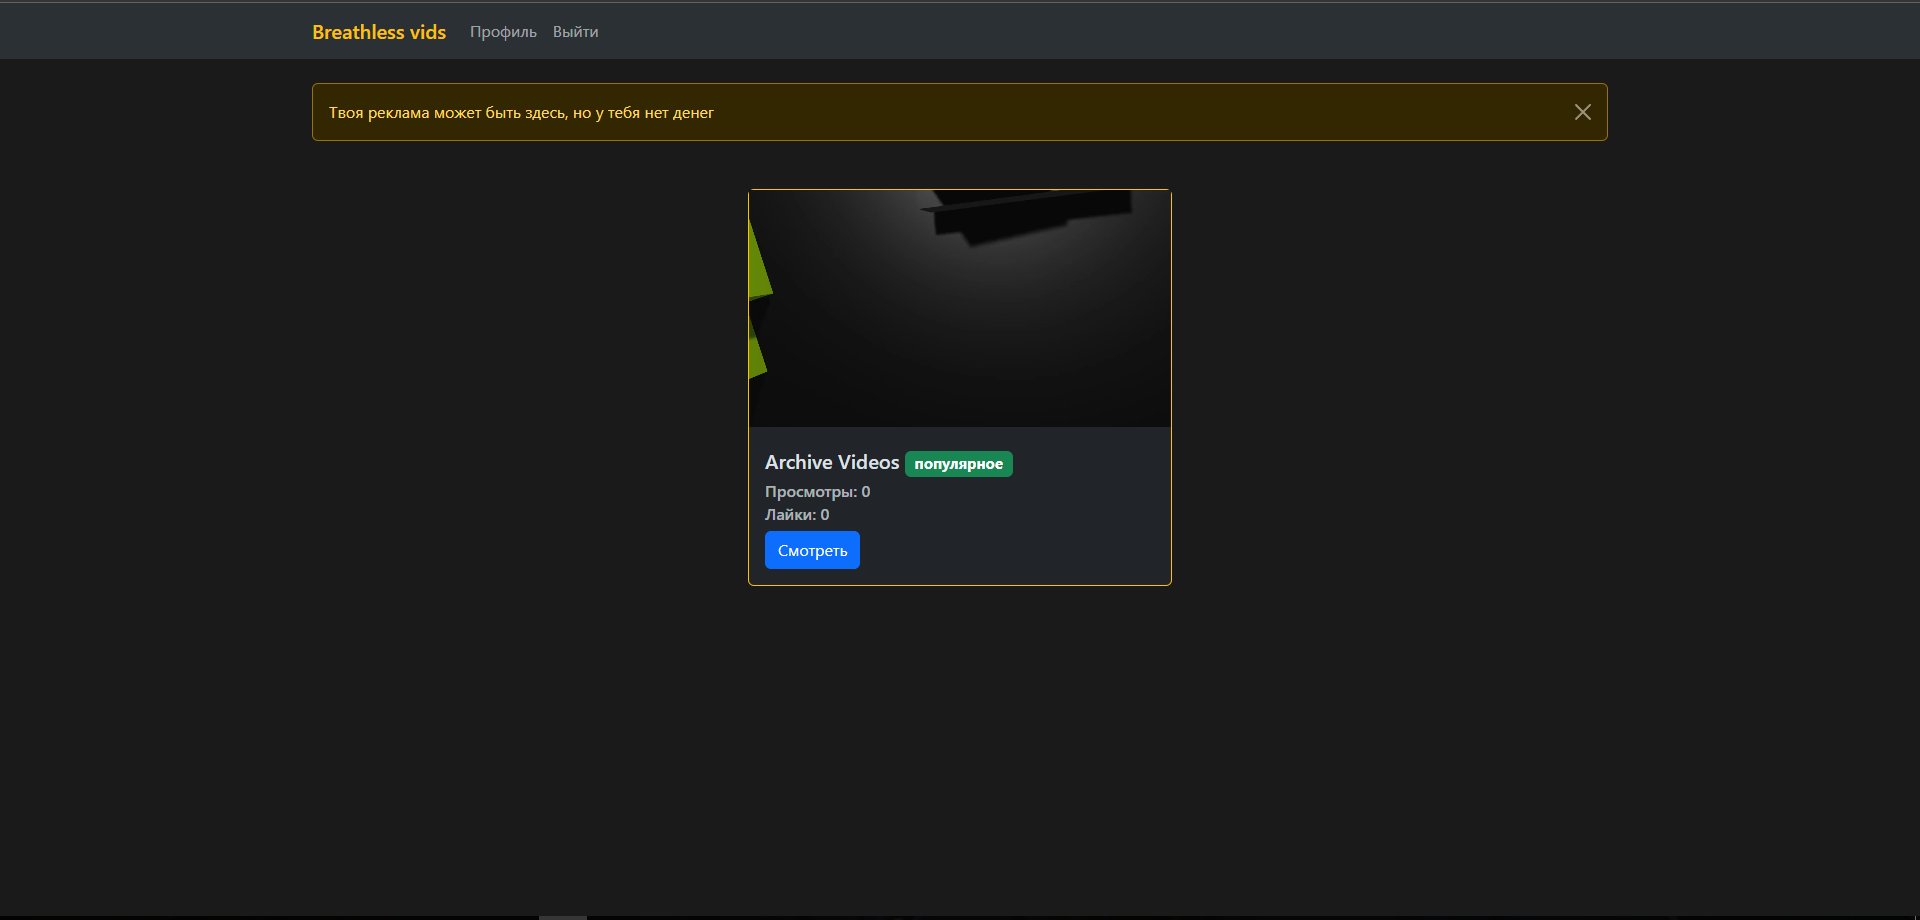 Breathless vids Профиль Выйти
Твоя реклама может быть здесь, но у тебя нет денег
Archive Videos популярное
Просмотры: 0
Лайки: 0
Смотреть